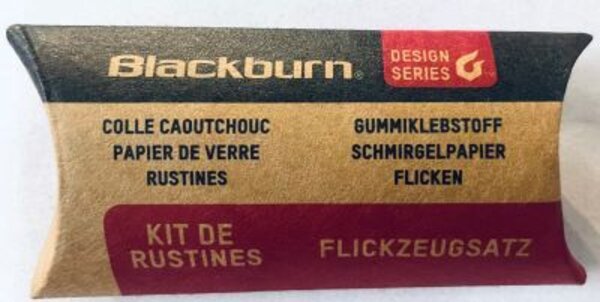 Blackburn®
DESIGN
SERIES
COLLE CAOUTCHOUC
PAPIER DE VERRE
RUSTINES
GUMMIKLEBSTOFF
SCHMIRGELPAPIER
FLICKEN
KIT DE
RUSTINES
FLICKZEUGSATZ